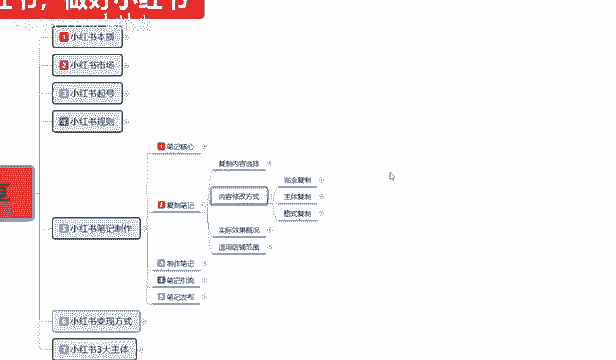 书，做好小红书
1 小红书本质
2 小红书市场
3 小红书起号
4 小红书规则
5 小红书笔记制作
1 笔记核心
2 复制笔记
复制内容选择
内容修改方式
完全复制
主体复制
格式复制
实际效果概况
适用店铺范围
3 制作笔记
4 笔记引流
5 笔记发布
6 小红书变现方式
7 小红书3大主体